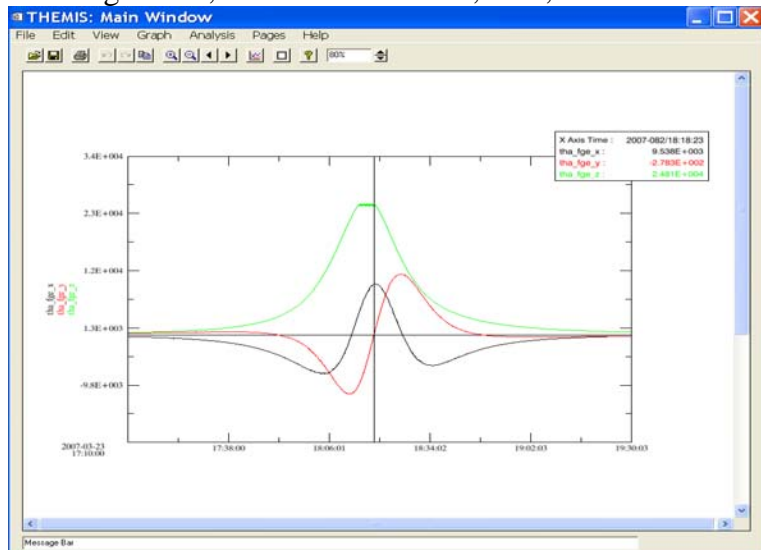 THEMIS: Main Window
File Edit View Graph Analysis Pages Help
80%
X Axis Time : 2007-082/18:18:23
tha_fge_x : 9.538E+003
tha_fge_y : -2.783E+002
tha_fge_z : 2.481E+004
3.4E+004
2.3E+004
1.2E+004
1.3E+003
-9.8E+003
2007-03-23
17:10:00
17:38:00
18:06:01
18:34:02
19:02:03
19:30:03
Message Bar